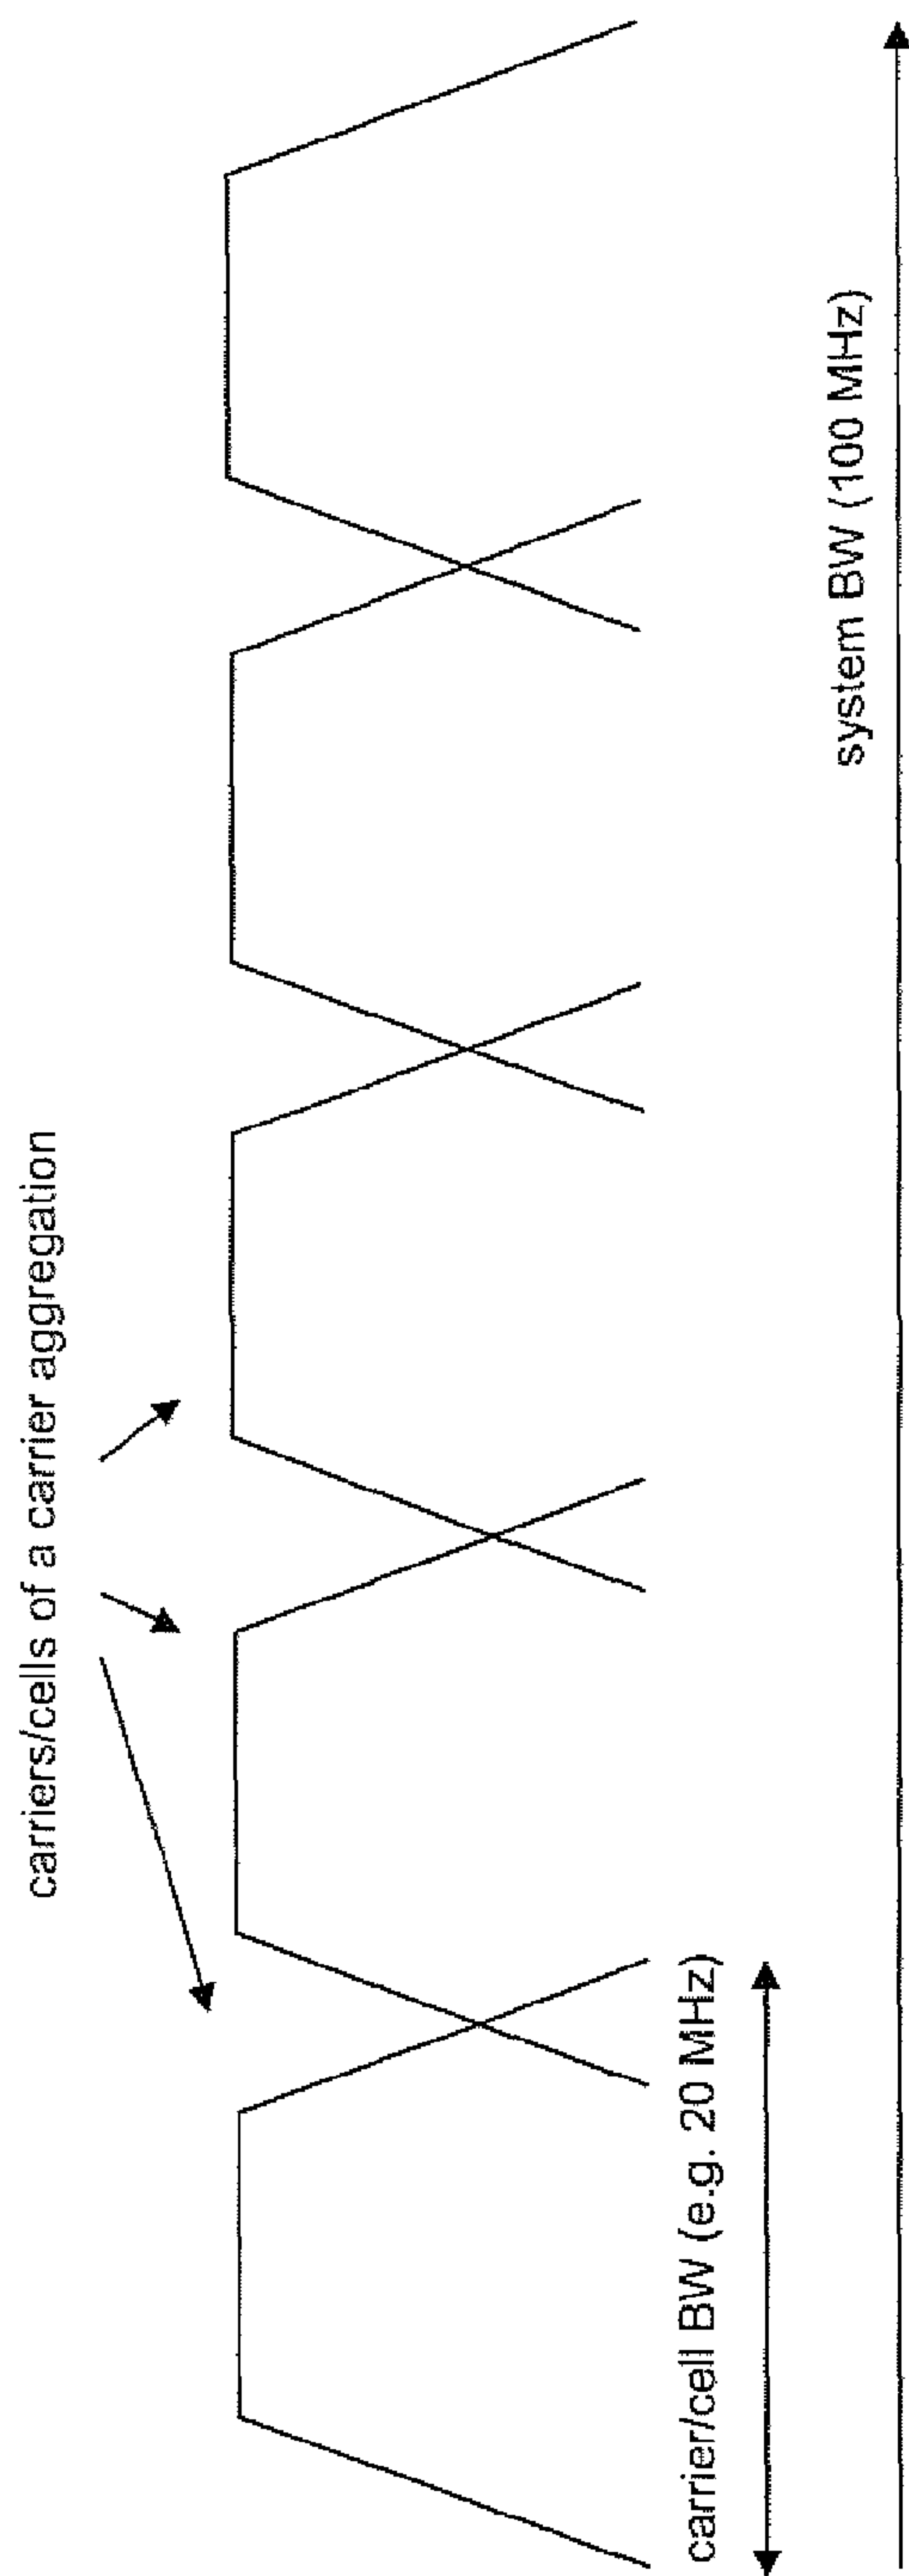 carriers/cells of a carrier aggregation
carrier/cell BW (e.g. 20 MHz)
system BW (100 MHz)